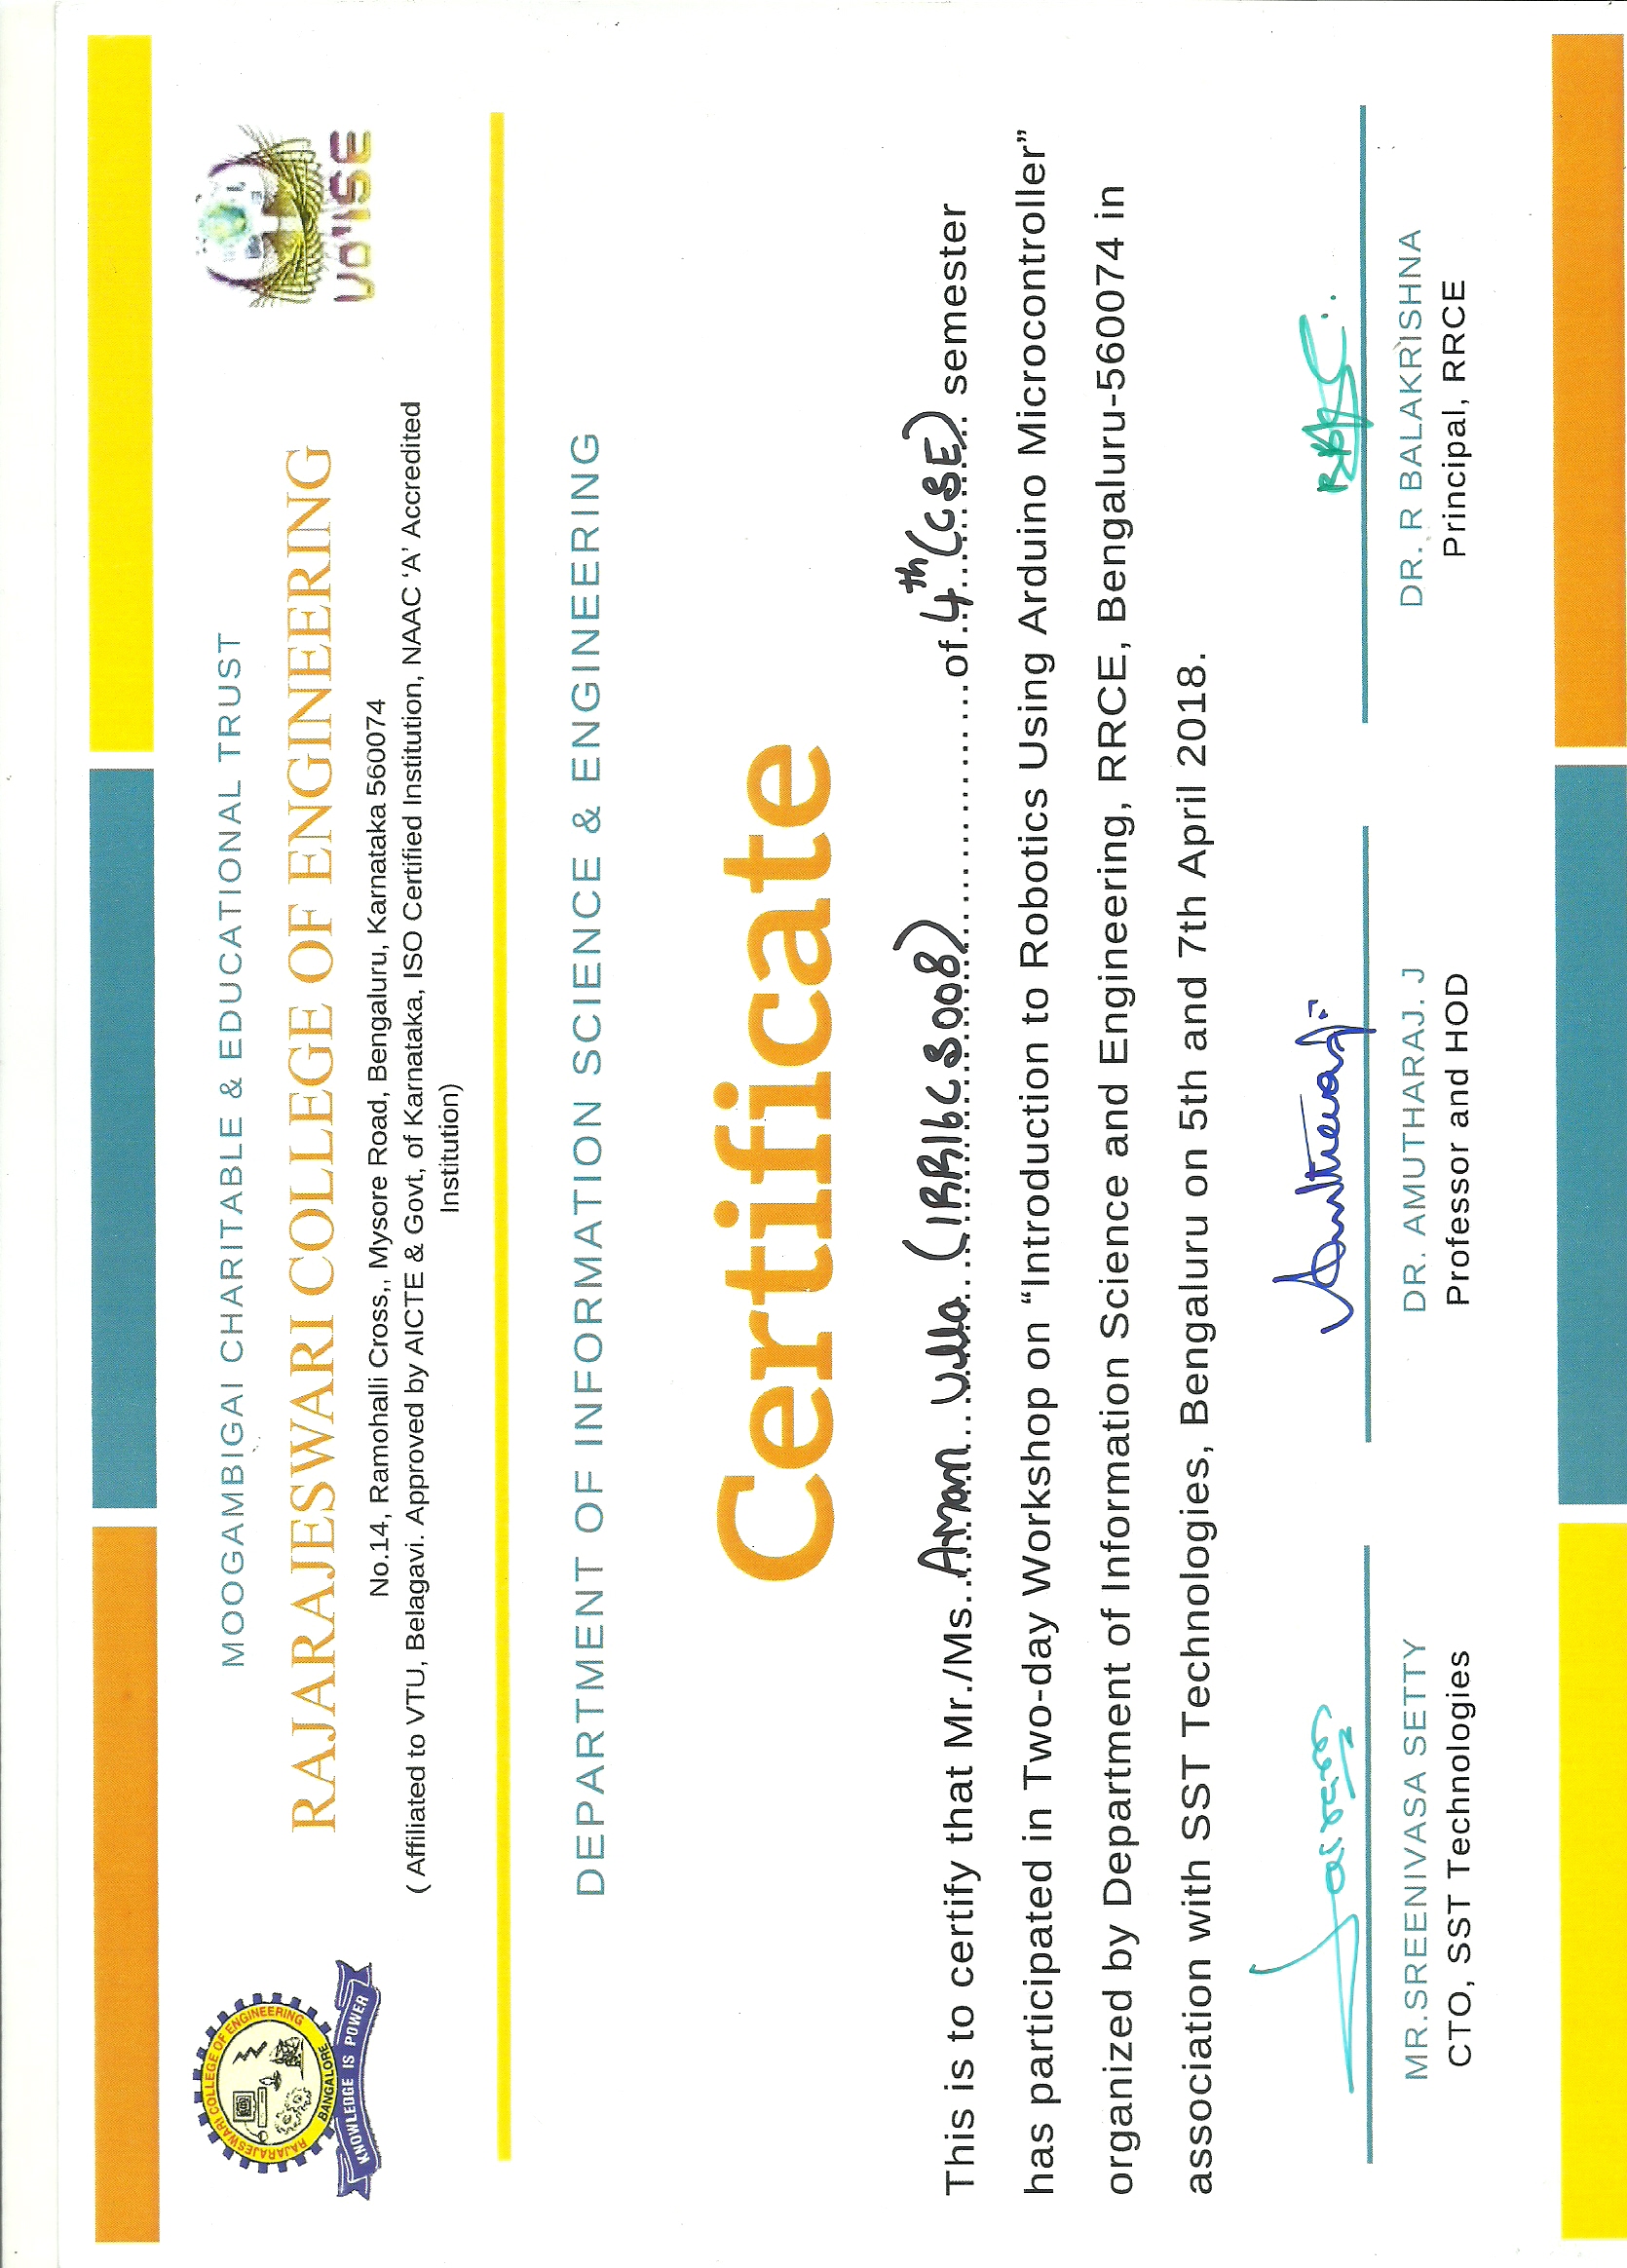 MOOGAMBIGAI CHARITABLE & EDUCATIONAL TRUST
RAJARAJESWARI COLLEGE OF ENGINEERING
BANGALORE
KNOWLEDGE IS POWER
RAJARAJESWARI COLLEGE OF ENGINEERING
No.14, Ramohalli Cross,, Mysore Road, Bengaluru, Karnataka 560074
( Affiliated to VTU, Belagavi. Approved by AICTE & Govt, of Karnataka, ISO Certified Institution, NAAC ‘A’ Accredited
Institution)
DEPARTMENT OF INFORMATION SCIENCE & ENGINEERING
Certificate
This is to certify that Mr./Ms. Aman Ulla (1RR16CS008) of 4th (CSE) semester
has participated in Two-day Workshop on “Introduction to Robotics Using Arduino Microcontroller”
organized by Department of Information Science and Engineering, RRCE, Bengaluru-560074 in
association with SST Technologies, Bengaluru on 5th and 7th April 2018.
Jairam
Amutharaj
MR.SREENIVASA SETTY
CTO, SST Technologies
DR. AMUTHARAJ. J
Professor and HOD
DR. R BALAKRISHNA
Principal, RRCE